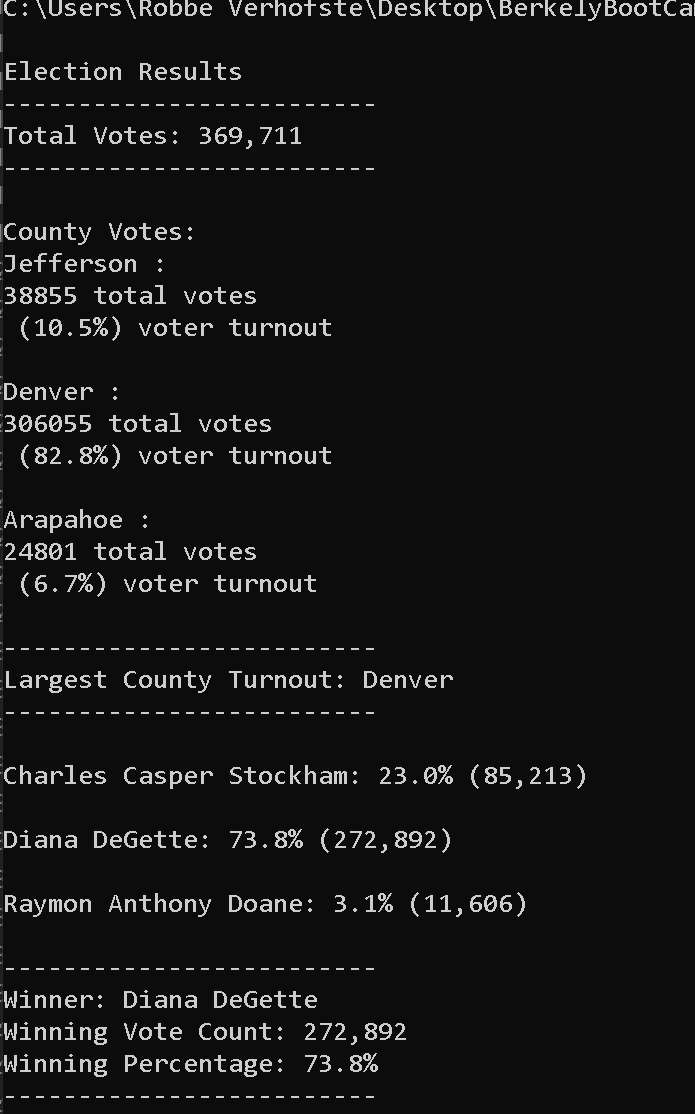 C:\Users\Robbe Verhofste\Desktop\BerkelyBootCa
Election Results
-------------------------
Total Votes: 369,711
-------------------------
County Votes:
Jefferson :
38855 total votes
(10.5%) voter turnout
Denver :
306055 total votes
(82.8%) voter turnout
Arapahoe :
24801 total votes
(6.7%) voter turnout
-------------------------
Largest County Turnout: Denver
-------------------------
Charles Casper Stockham: 23.0% (85,213)
Diana DeGette: 73.8% (272,892)
Raymon Anthony Doane: 3.1% (11,606)
-------------------------
Winner: Diana DeGette
Winning Vote Count: 272,892
Winning Percentage: 73.8%
-------------------------